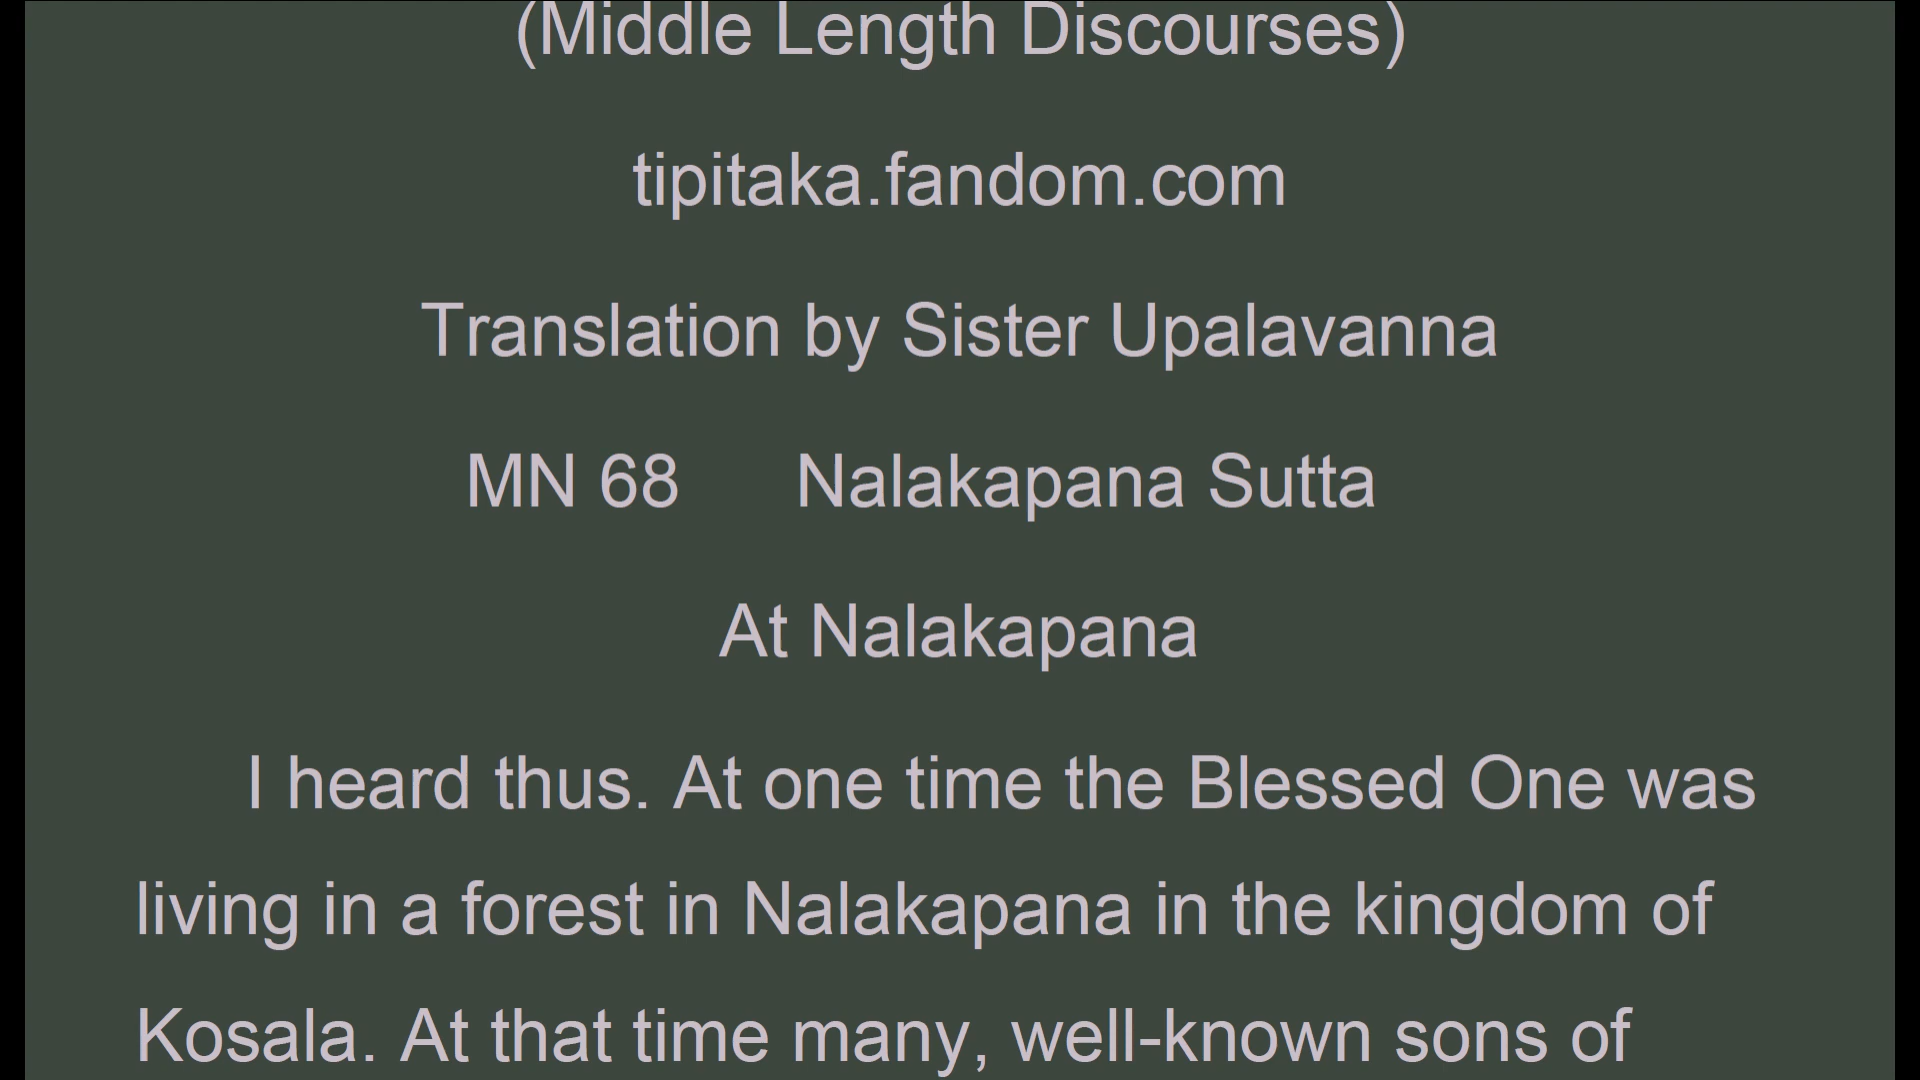 (Middle Length Discourses)
tipitaka.fandom.com
Translation by Sister Upalavanna
MN 68 Nalakapana Sutta
At Nalakapana
I heard thus. At one time the Blessed One was
living in a forest in Nalakapana in the kingdom of
Kosala. At that time many, well-known sons of